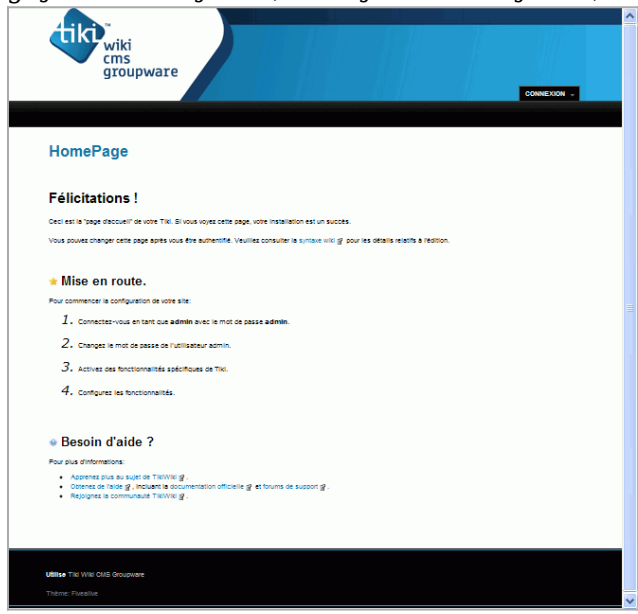 tiki
wiki
cms
groupware
CONNEXION
HomePage
Félicitations !
Ceci est la "page d'accueil" de votre Tiki. Si vous voyez cette page, votre installation est un succès.
Vous pouvez changer cette page après vous être authentifié. Veuillez consulter la syntaxe wiki pour les détails relatifs à l'édition.
Mise en route.
Pour commencer la configuration de votre site:
1. Connectez-vous en tant que admin avec le mot de passe admin.
2. Changez le mot de passe de l'utilisateur admin.
3. Activez des fonctionnalités spécifiques de Tiki.
4. Configurez les fonctionnalités.
Besoin d'aide ?
Pour plus d'informations:
• Apprenez plus au sujet de TikiWiki .
• Obtenez de l'aide , incluant la documentation officielle et forums de support .
• Rejoignez la communauté TikiWiki .
Utilise Tiki Wiki CMS Groupware
Thème: Fivealive